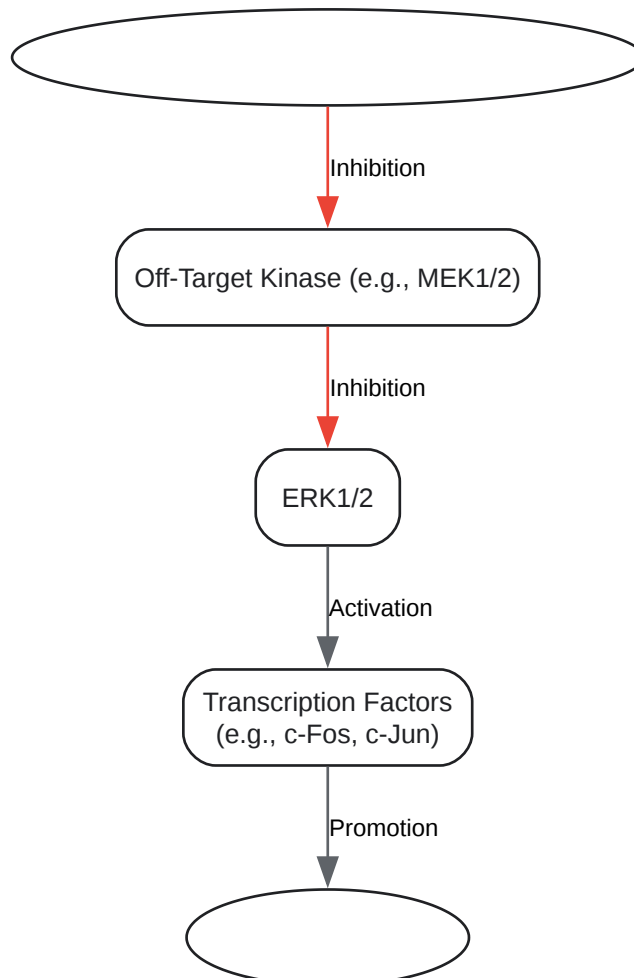 Inhibition
Off-Target Kinase (e.g., MEK1/2)
Inhibition
ERK1/2
Activation
Transcription Factors
(e.g., c-Fos, c-Jun)
Promotion